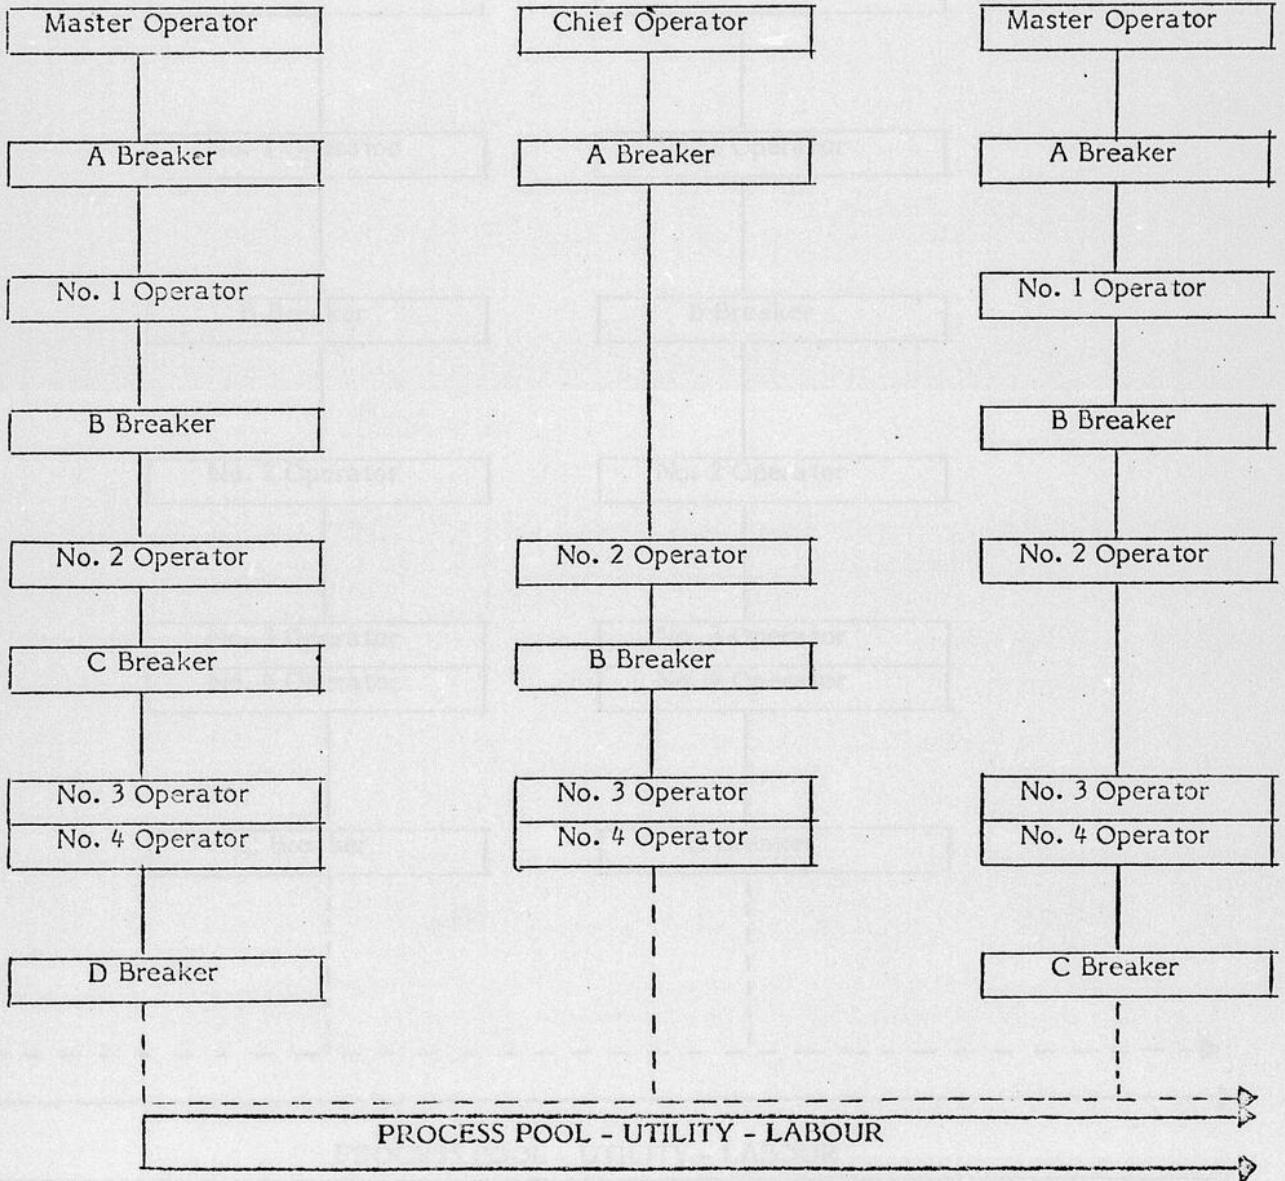 Master Operator
A Breaker
No. 1 Operator
B Breaker
No. 2 Operator
C Breaker
No. 3 Operator
No. 4 Operator
D Breaker
Chief Operator
A Breaker
No. 2 Operator
B Breaker
No. 3 Operator
No. 4 Operator
Master Operator
A Breaker
No. 1 Operator
B Breaker
No. 2 Operator
No. 3 Operator
No. 4 Operator
C Breaker
PROCESS POOL - UTILITY - LABOUR